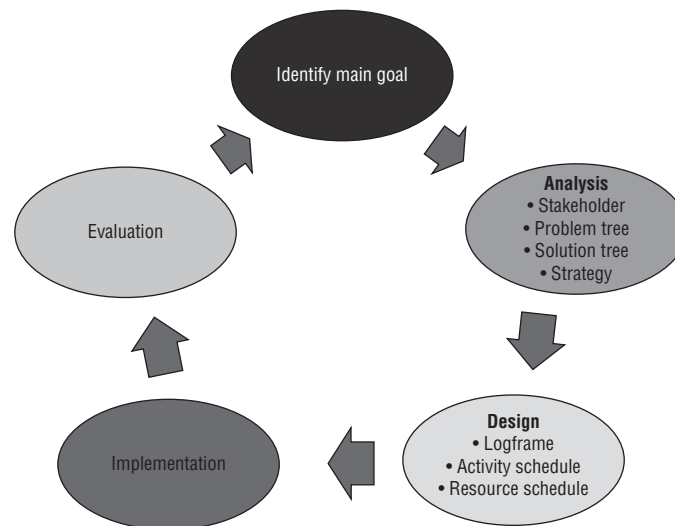 Identify main goal
Analysis
• Stakeholder
• Problem tree
• Solution tree
• Strategy
Design
• Logframe
• Activity schedule
• Resource schedule
Implementation
Evaluation